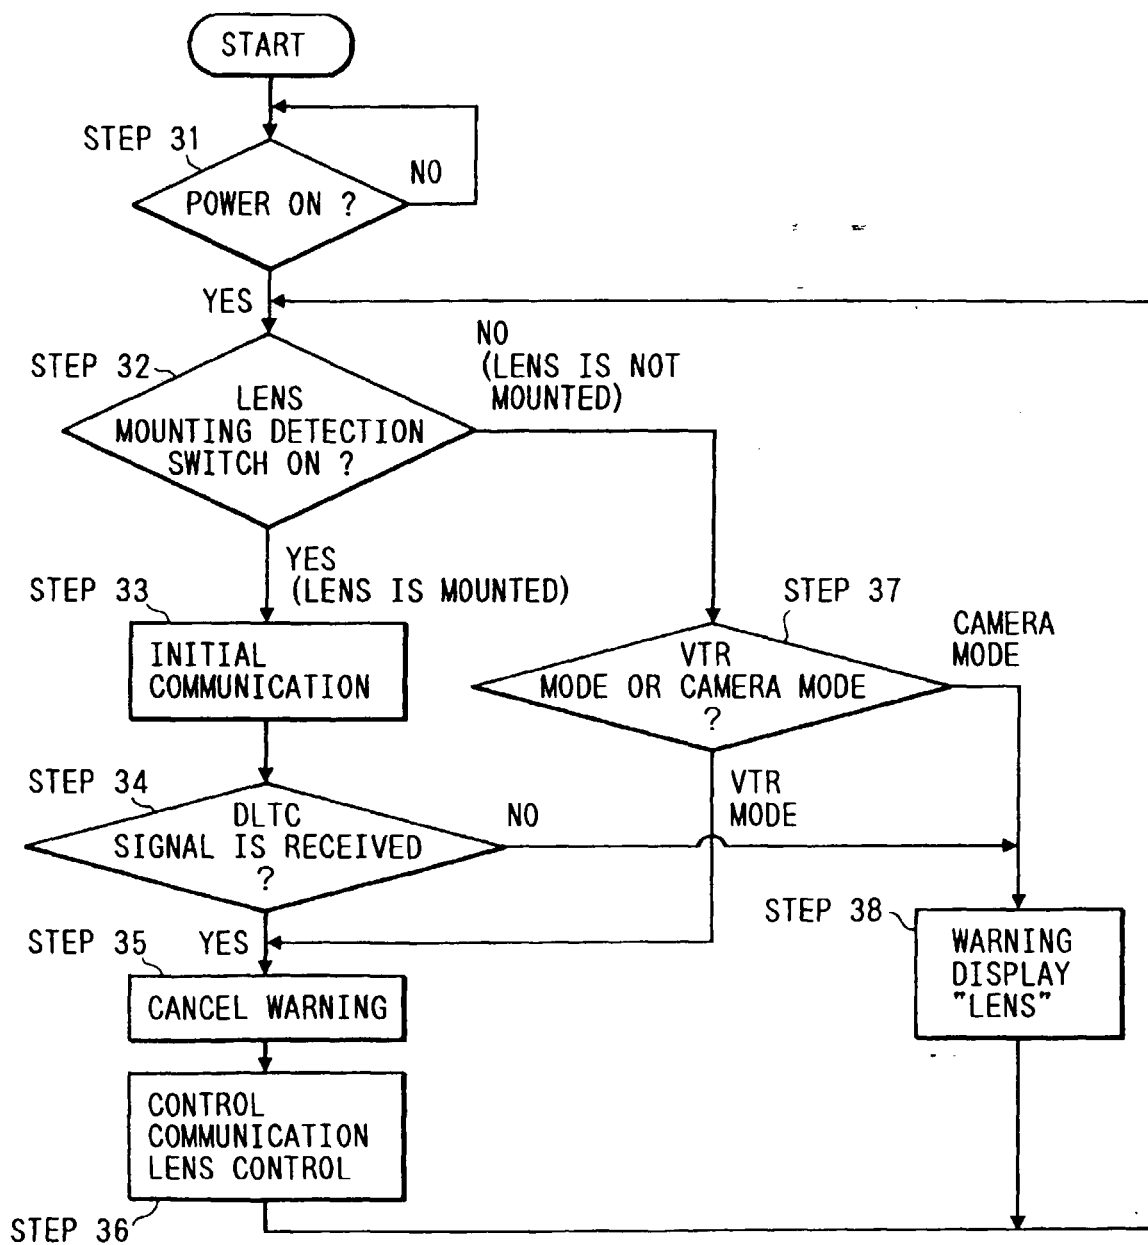 START
STEP 31
NO
POWER ON ?
YES
STEP 32
NO
(LENS IS NOT
MOUNTED)
LENS
MOUNTING DETECTION
SWITCH ON ?
YES
(LENS IS MOUNTED)
STEP 33
INITIAL
COMMUNICATION
STEP 37
CAMERA
MODE
VTR
MODE OR CAMERA MODE
?
VTR
MODE
STEP 34
DLTC
SIGNAL IS RECEIVED
?
NO
STEP 38
WARNING
DISPLAY
"LENS"
STEP 35
YES
CANCEL WARNING
CONTROL
COMMUNICATION
LENS CONTROL
STEP 36